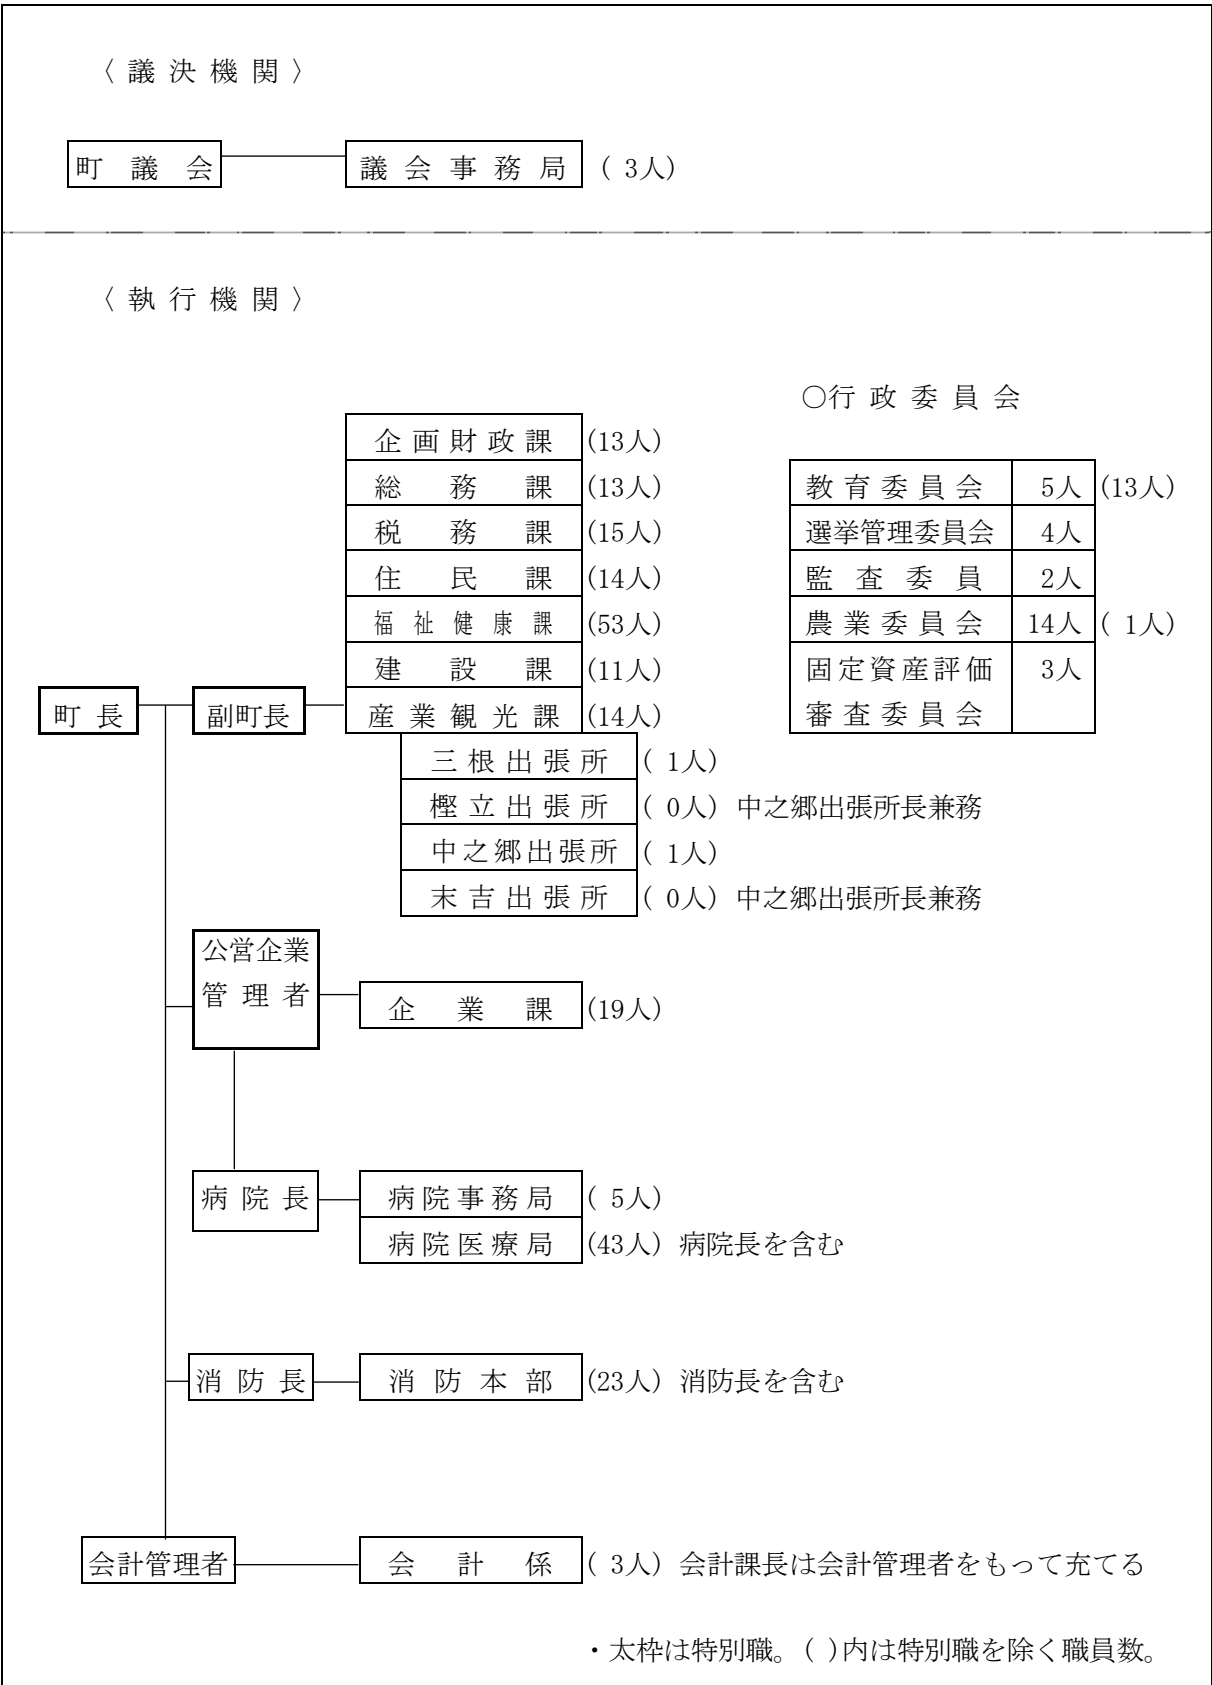 〈 議 決 機 関 〉
町 議 会 議 会 事 務 局 ( 3人)
〈 執 行 機 関 〉
○行 政 委 員 会
企 画 財 政 課 (13人)
総 務 課 (13人) 教 育 委 員 会 5人 (13人)
税 務 課 (15人) 選挙管理委員会 4人
住 民 課 (14人) 監 査 委 員 2人
福 祉 健 康 課 (53人) 農 業 委 員 会 14人 ( 1人)
建 設 課 (11人) 固定資産評価 3人
町 長 副町長 産 業 観 光 課 (14人) 審 査 委 員 会
三 根 出 張 所 ( 1人)
樫 立 出 張 所 ( 0人) 中之郷出張所長兼務
中之郷出張所 ( 1人)
末 吉 出 張 所 ( 0人) 中之郷出張所長兼務
公営企業
管 理 者 企 業 課 (19人)
病 院 長 病院事務局 ( 5人)
病院医療局 (43人) 病院長を含む
消 防 長 消 防 本 部 (23人) 消防長を含む
会計管理者 会 計 係 ( 3人) 会計課長は会計管理者をもって充てる
・太枠は特別職。( )内は特別職を除く職員数。